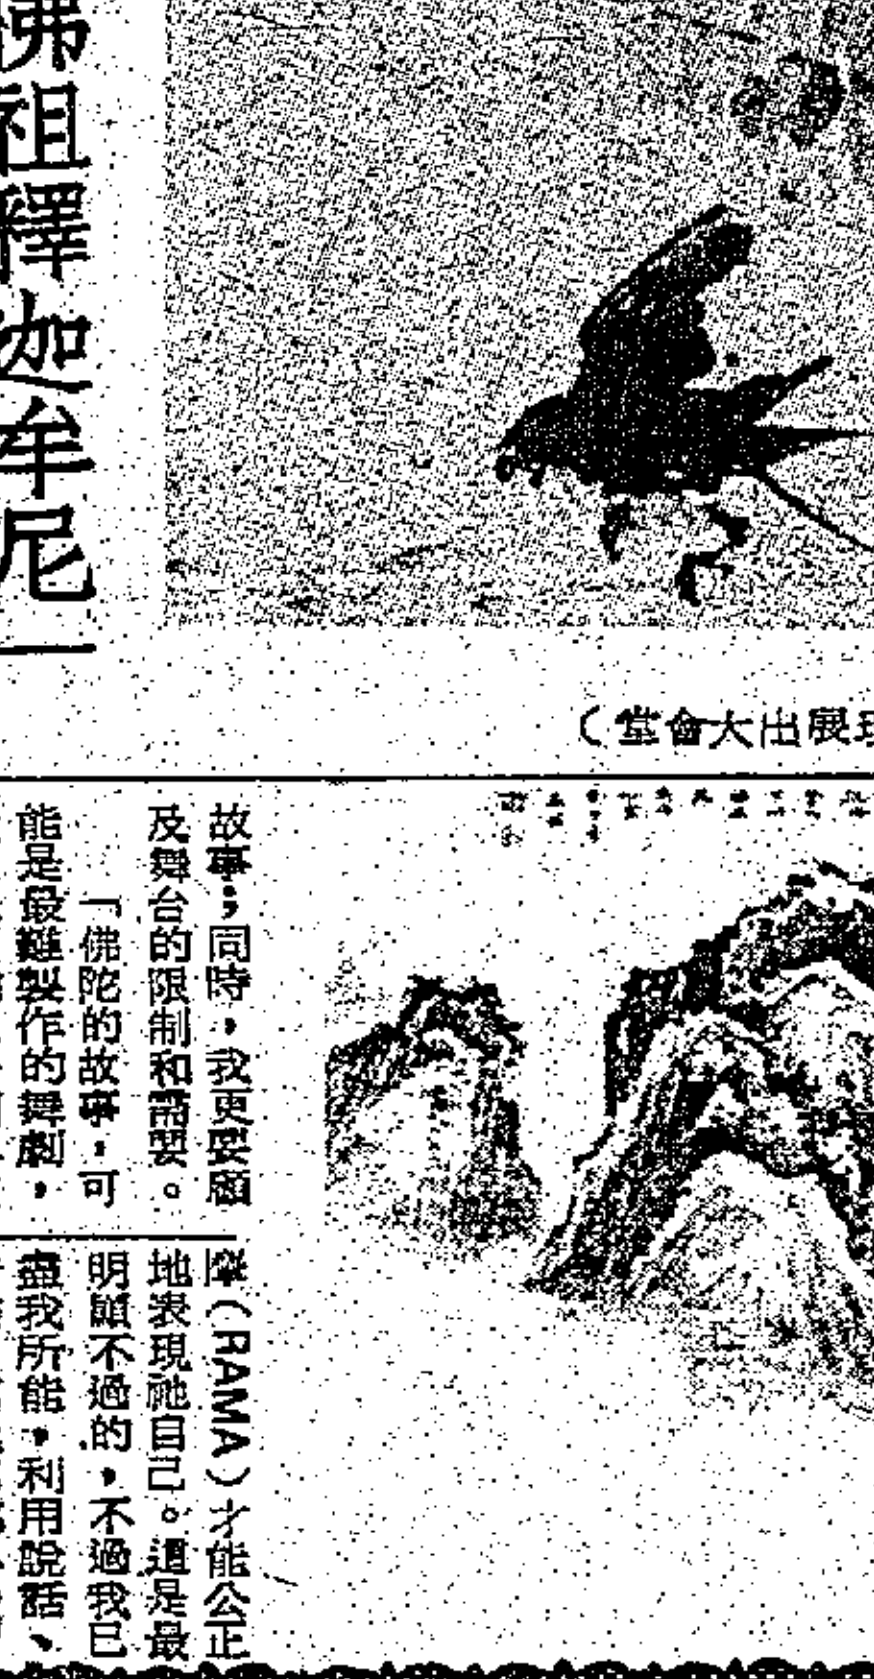 佛祖釋迦牟尼一
展出大會堂）
故事；同時，我更要顧
及舞台的限制和需要。
「佛陀的故事，可
能是最難製作的舞劇，
（RAMA）才能公正
地表現祂自己。這是最
明顯不過的，不過我已
盡我所能，利用說話、